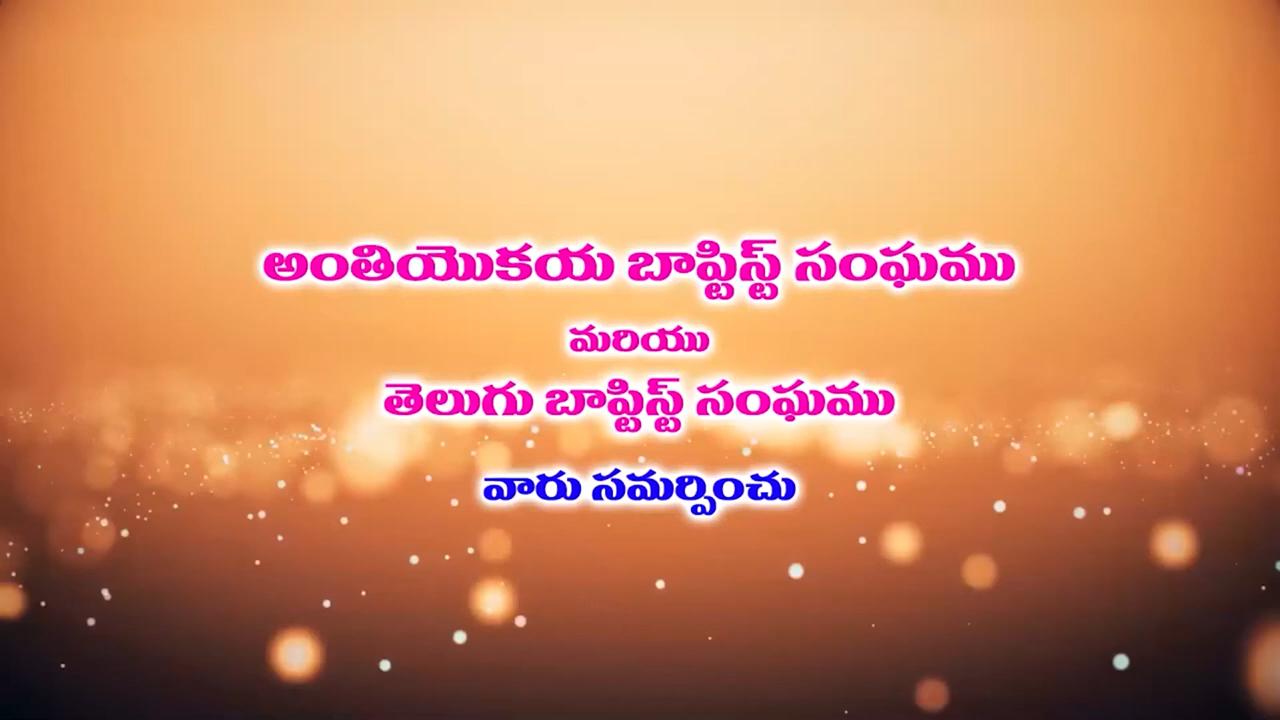 అంతియొకయ బాప్టిస్ట్ సంఘము
మరియు
తెలుగు బాప్టిస్ట్ సంఘము
వారు సమర్పించు